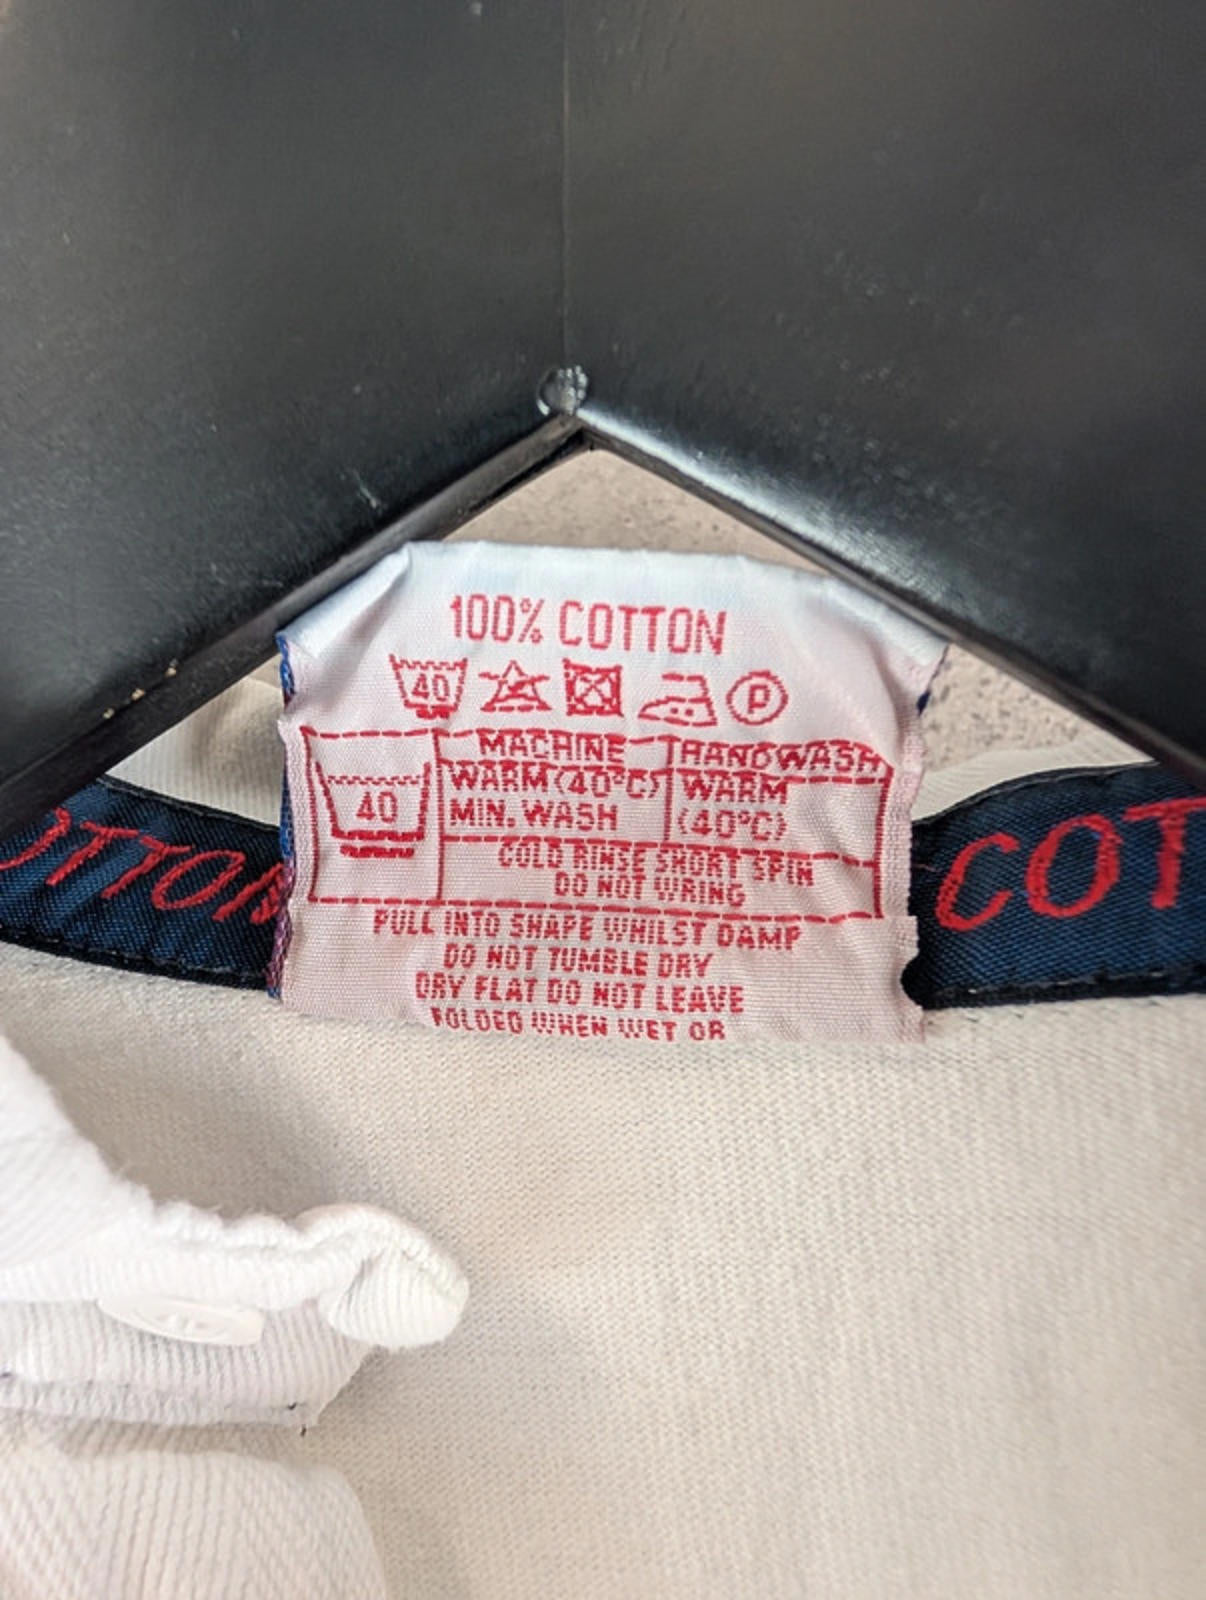 100% COTTON
40 P
40
MACHINE
WARM (40°C)
MIN. WASH
HANDWASH
WARM
(40°C)
COLD RINSE SHORT SPIN
DO NOT WRING
PULL INTO SHAPE WHILST DAMP
DO NOT TUMBLE DRY
DRY FLAT DO NOT LEAVE
FOLDED WHEN WET OR
OTTON
COT